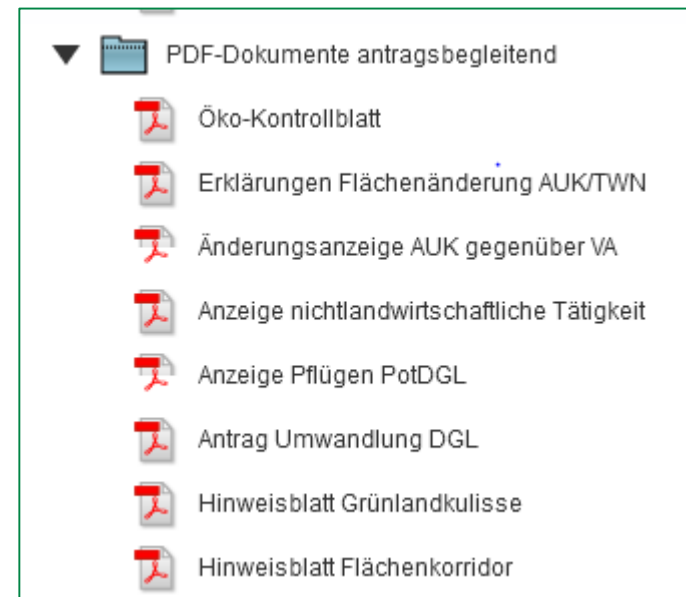 PDF-Dokumente antragsbegleitend
Öko-Kontrollblatt
Erklärungen Flächenänderung AUK/TWN
Änderungsanzeige AUK gegenüber VA
Anzeige nichtlandwirtschaftliche Tätigkeit
Anzeige Pflügen PotDGL
Antrag Umwandlung DGL
Hinweisblatt Grünlandkulisse
Hinweisblatt Flächenkorridor